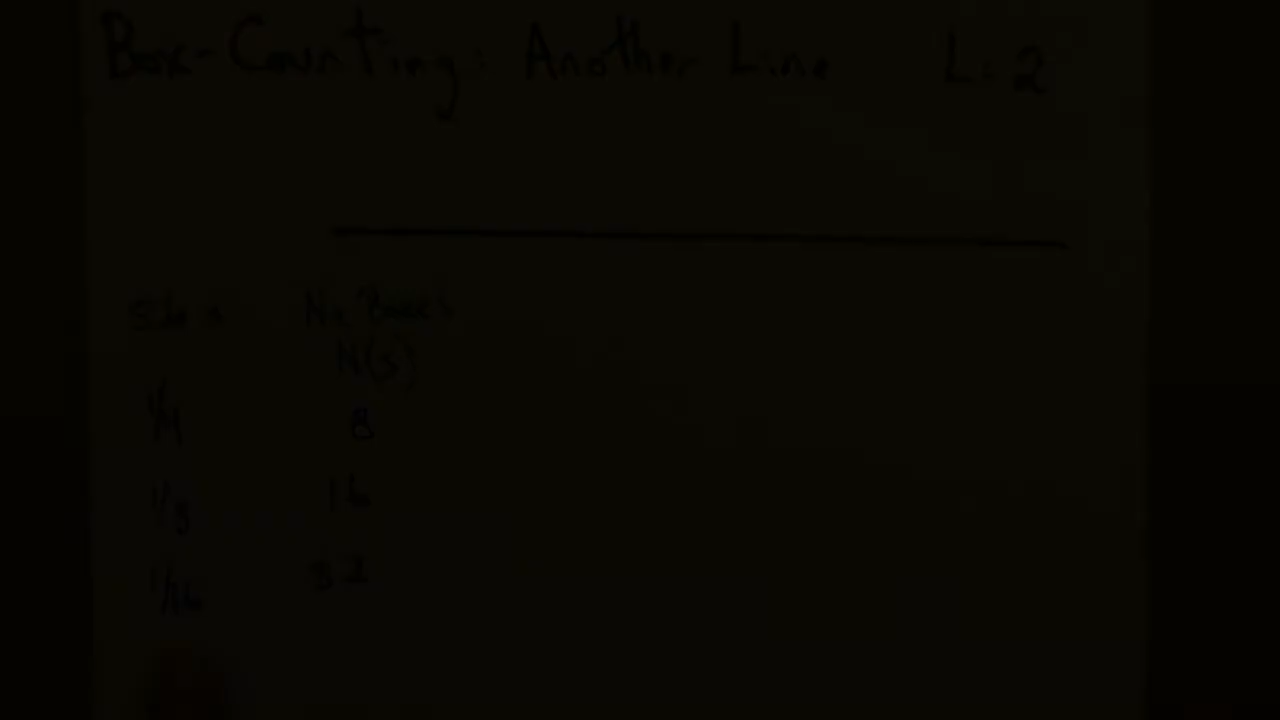 Box-Counting: Another Line L = 2
Side s No. Boxes
N(s)
1/4 8
1/8 16
1/16 32